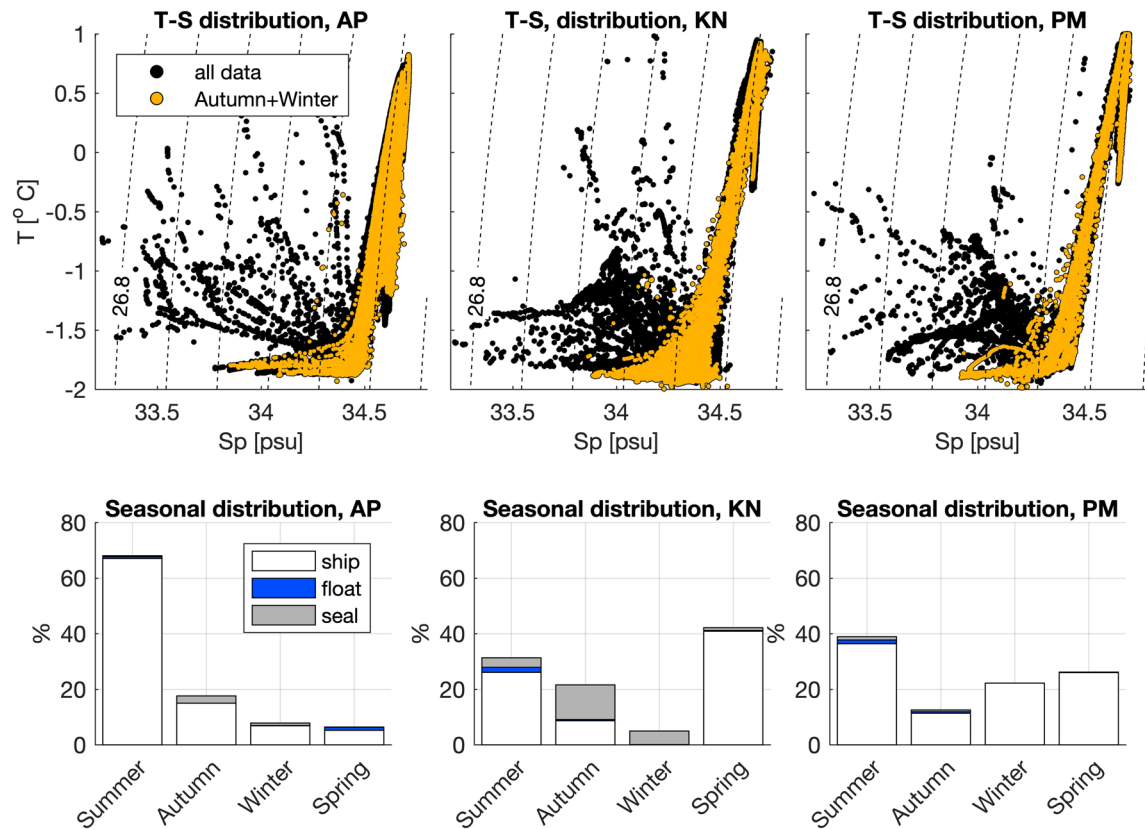 T-S distribution, AP
T-S, distribution, KN
T-S distribution, PM
all data
Autumn+Winter
T [° C]
1
0.5
0
-0.5
-1
-1.5
-2
26.8
26.8
26.8
33.5 34 34.5
33.5 34 34.5
33.5 34 34.5
Sp [psu]
Sp [psu]
Sp [psu]
Seasonal distribution, AP
Seasonal distribution, KN
Seasonal distribution, PM
ship
float
seal
%
80
60
40
20
0
%
80
60
40
20
0
%
80
60
40
20
0
Summer Autumn Winter Spring
Summer Autumn Winter Spring
Summer Autumn Winter Spring